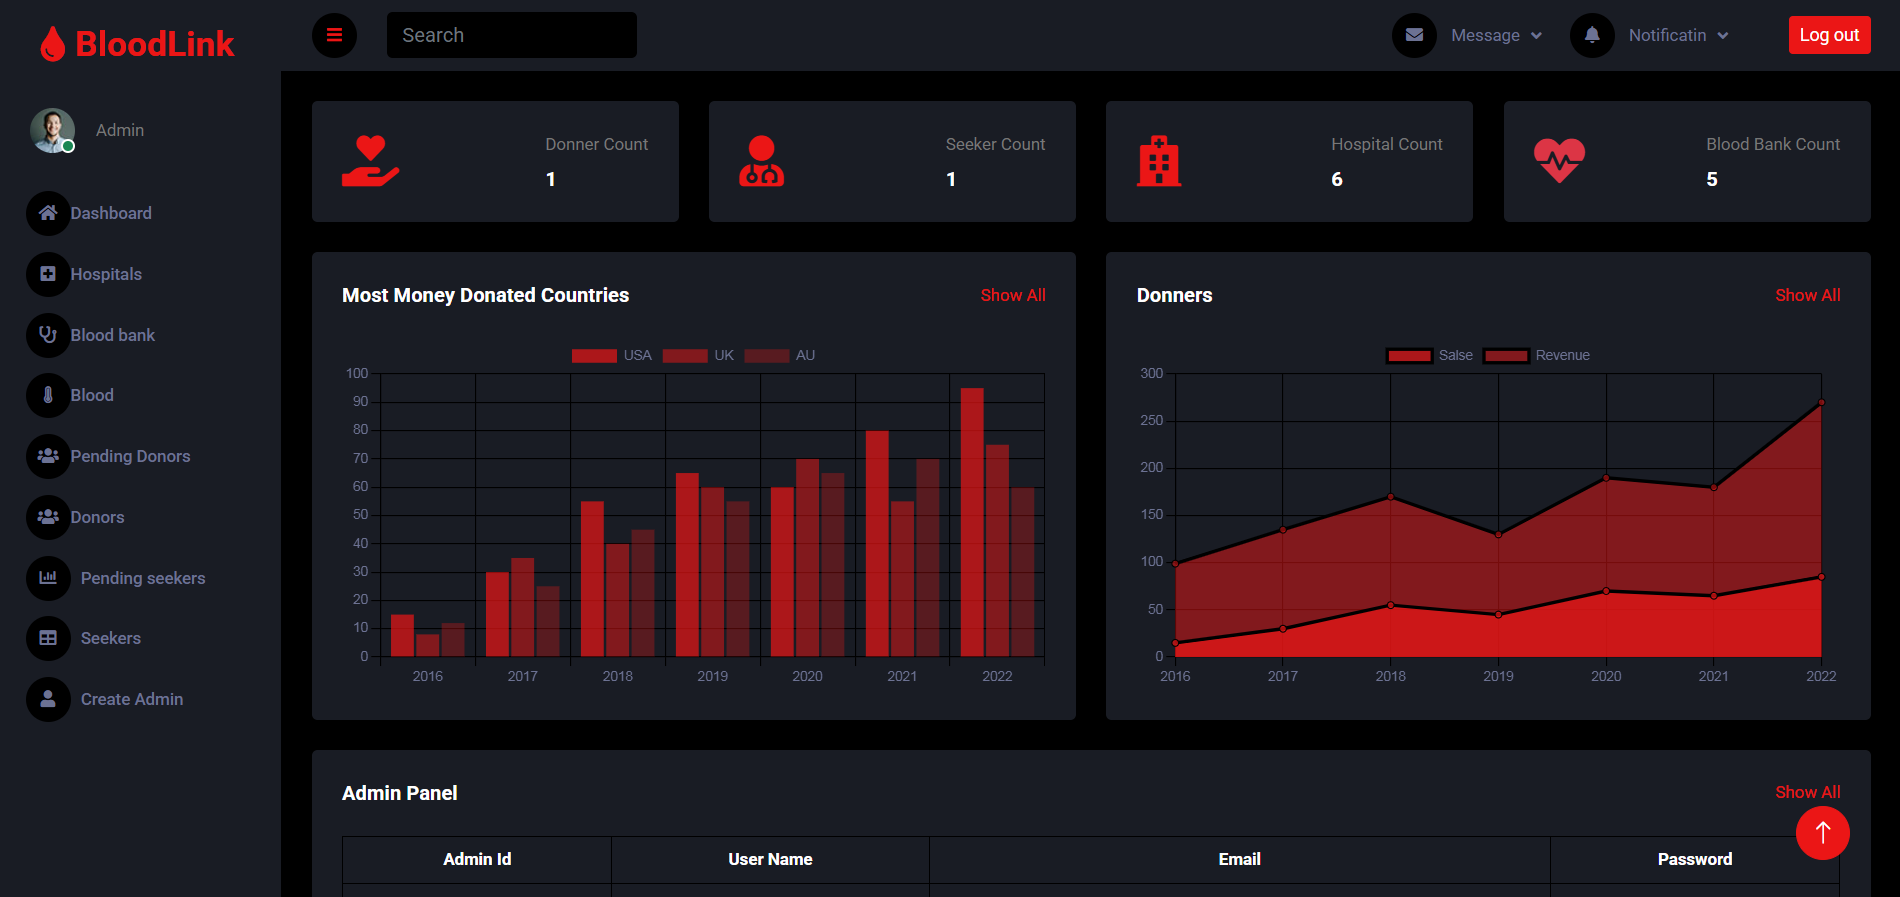 BloodLink
Search
Message
Notificatin
Log out
Admin
Dashboard
Hospitals
Blood bank
Blood
Pending Donors
Donors
Pending seekers
Seekers
Create Admin
Donner Count
1
Seeker Count
1
Hospital Count
6
Blood Bank Count
5
Most Money Donated Countries
Show All
USA UK AU
100
90
80
70
60
50
40
30
20
10
0
2016 2017 2018 2019 2020 2021 2022
Donners
Show All
Salse Revenue
300
250
200
150
100
50
0
2016 2017 2018 2019 2020 2021 2022
Admin Panel
Show All
Admin Id User Name Email Password